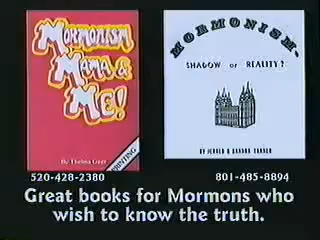 MORMONISM
MAMA &
ME!
By Thelma Geer
PRINTING
MORMONISM-
SHADOW or REALITY?
BY JERALD & SANDRA TANNER
520-428-2380
801-485-8894
Great books for Mormons who
wish to know the truth.